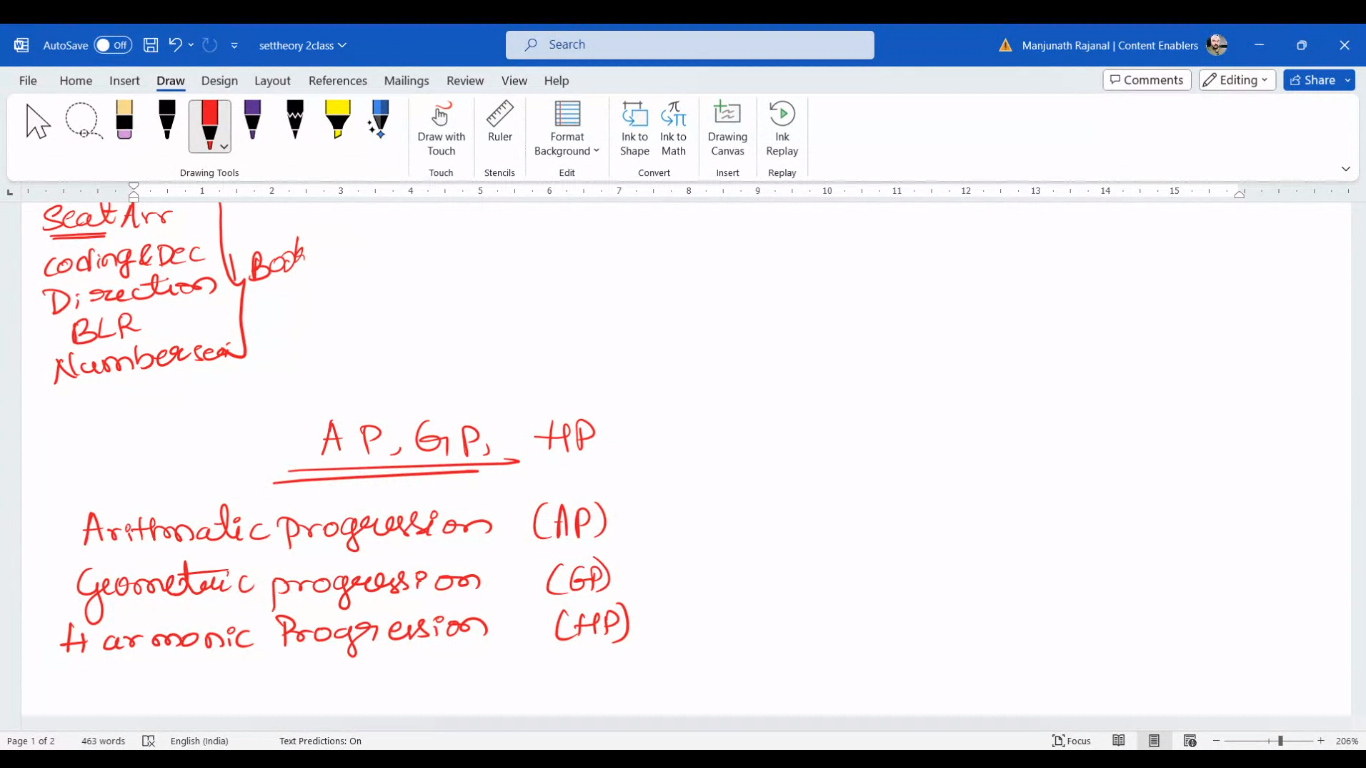 AutoSave Off settheory 2class Search Manjunath Rajanal | Content Enablers
File Home Insert Draw Design Layout References Mailings Review View Help Comments Editing Share
Draw with Touch Ruler Format Background Ink to Shape Ink to Math Drawing Canvas Ink Replay
Drawing Tools Touch Stencils Edit Convert Insert Replay
1 2 3 4 5 6 7 8 9 10 11 12 13 14 15
Seat Arr
coding & Dec
Direction
Book
BLR
Number seri
AP, GP, HP
Arithmatic progression (AP)
Geometric progression (GP)
Harmonic Progression (HP)
Page 1 of 2 463 words English (India) Text Predictions: On Focus 206%